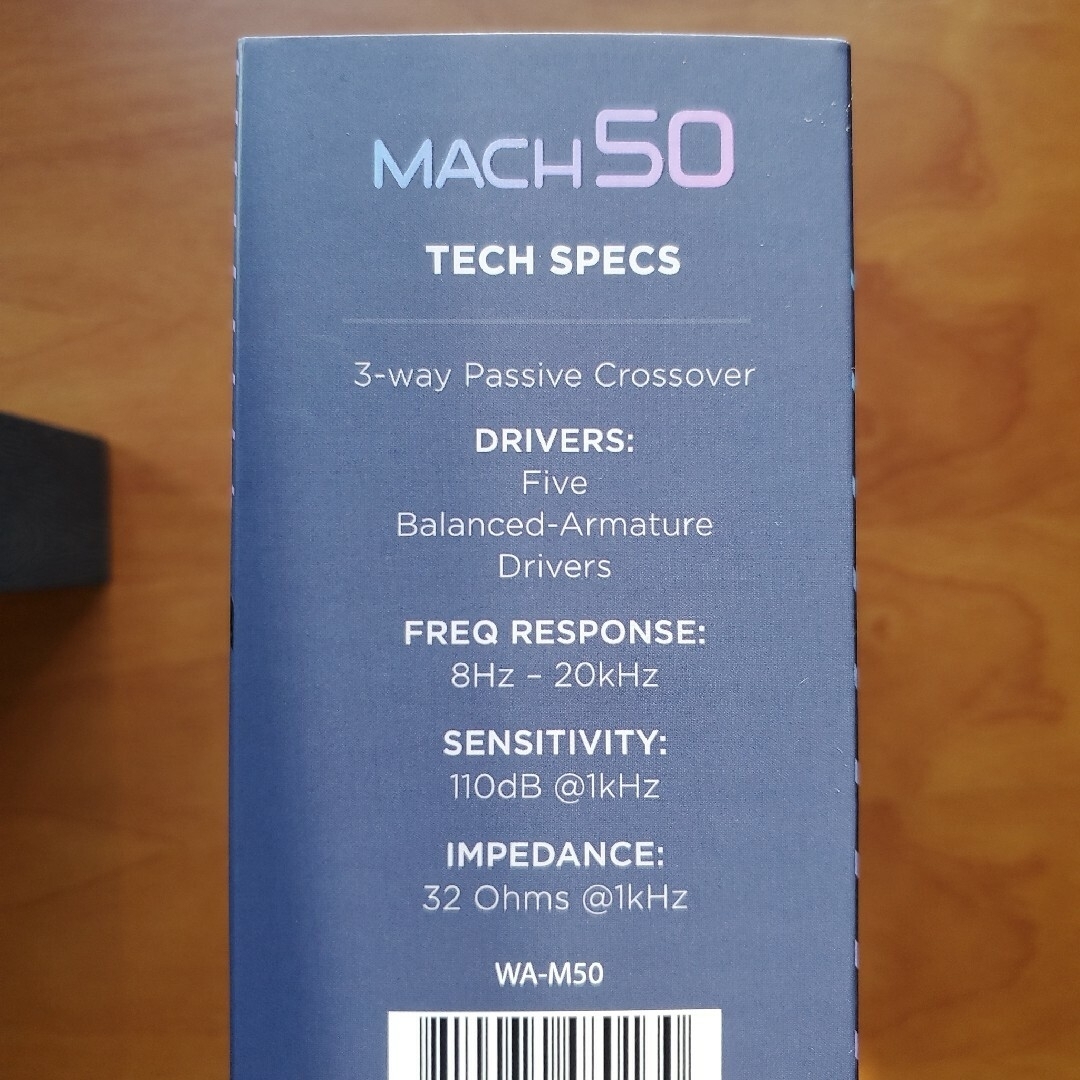 MACH50
TECH SPECS
3-way Passive Crossover
DRIVERS:
Five
Balanced-Armature
Drivers
FREQ RESPONSE:
8Hz – 20kHz
SENSITIVITY:
110dB @1kHz
IMPEDANCE:
32 Ohms @1kHz
WA-M50